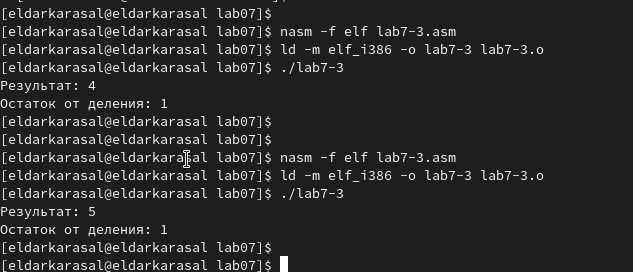 [eldarkarasal@eldarkarasal lab07]$
[eldarkarasal@eldarkarasal lab07]$ nasm -f elf lab7-3.asm
[eldarkarasal@eldarkarasal lab07]$ ld -m elf_i386 -o lab7-3 lab7-3.o
[eldarkarasal@eldarkarasal lab07]$ ./lab7-3
Результат: 4
Остаток от деления: 1
[eldarkarasal@eldarkarasal lab07]$
[eldarkarasal@eldarkarasal lab07]$
[eldarkarasal@eldarkarasal lab07]$ nasm -f elf lab7-3.asm
[eldarkarasal@eldarkarasal lab07]$ ld -m elf_i386 -o lab7-3 lab7-3.o
[eldarkarasal@eldarkarasal lab07]$ ./lab7-3
Результат: 5
Остаток от деления: 1
[eldarkarasal@eldarkarasal lab07]$
[eldarkarasal@eldarkarasal lab07]$